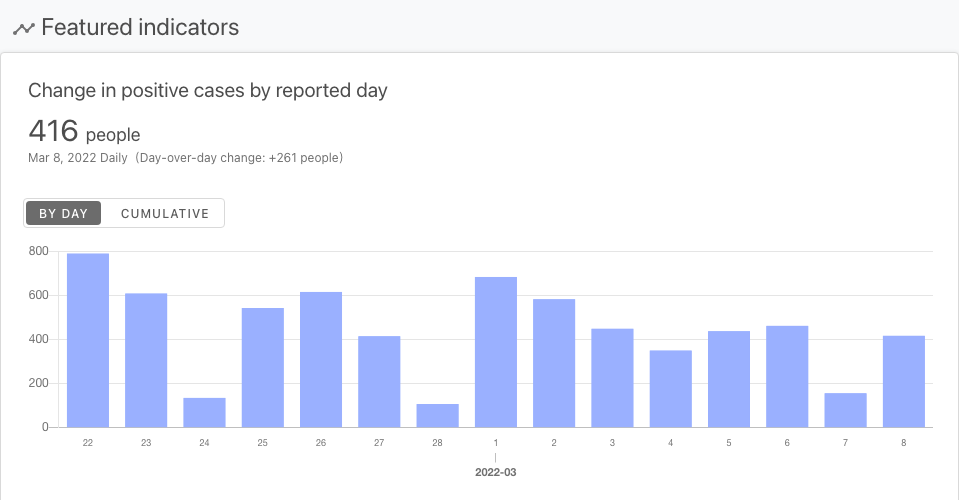 Featured indicators
Change in positive cases by reported day
416 people
Mar 8, 2022 Daily (Day-over-day change: +261 people)
BY DAY CUMULATIVE
800
600
400
200
0
22 23 24 25 26 27 28 1 2 3 4 5 6 7 8
2022-03